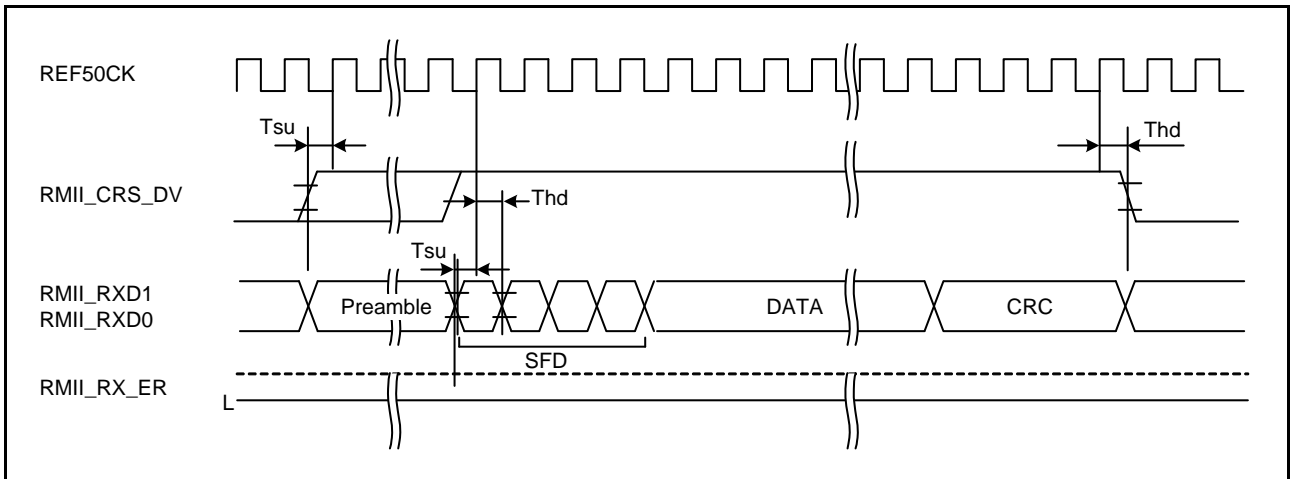 REF50CK
Tsu
Thd
RMII_CRS_DV
Thd
Tsu
RMII_RXD1
RMII_RXD0
Preamble
DATA
CRC
SFD
RMII_RX_ER
L